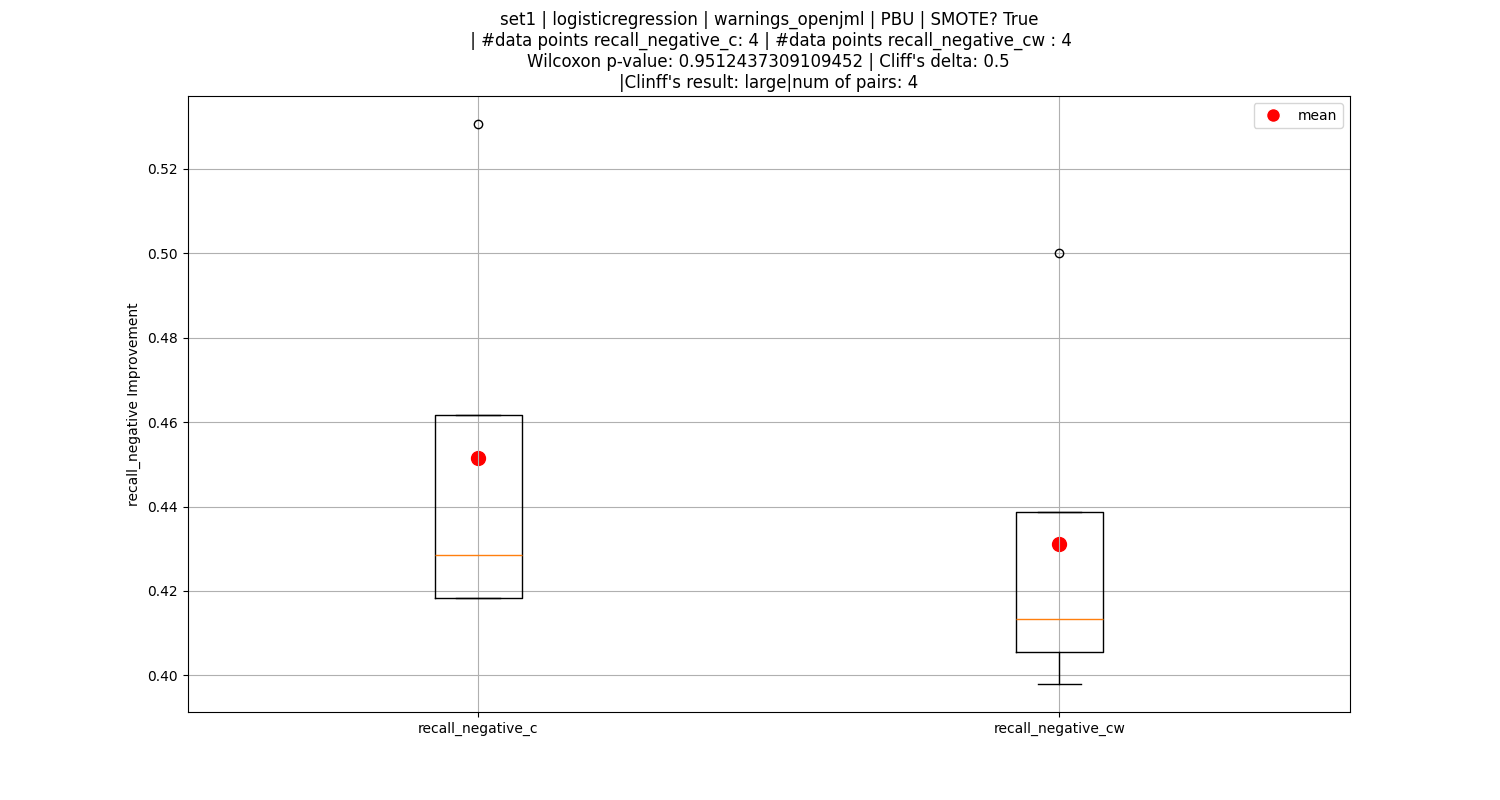 set1 | logisticregression | warnings_openjml | PBU | SMOTE? True
| #data points recall_negative_c: 4 | #data points recall_negative_cw : 4
Wilcoxon p-value: 0.9512437309109452 | Cliff's delta: 0.5
|Clinff's result: large|num of pairs: 4
mean
0.52
0.50
0.48
0.46
0.44
0.42
0.40
recall_negative Improvement
recall_negative_c
recall_negative_cw